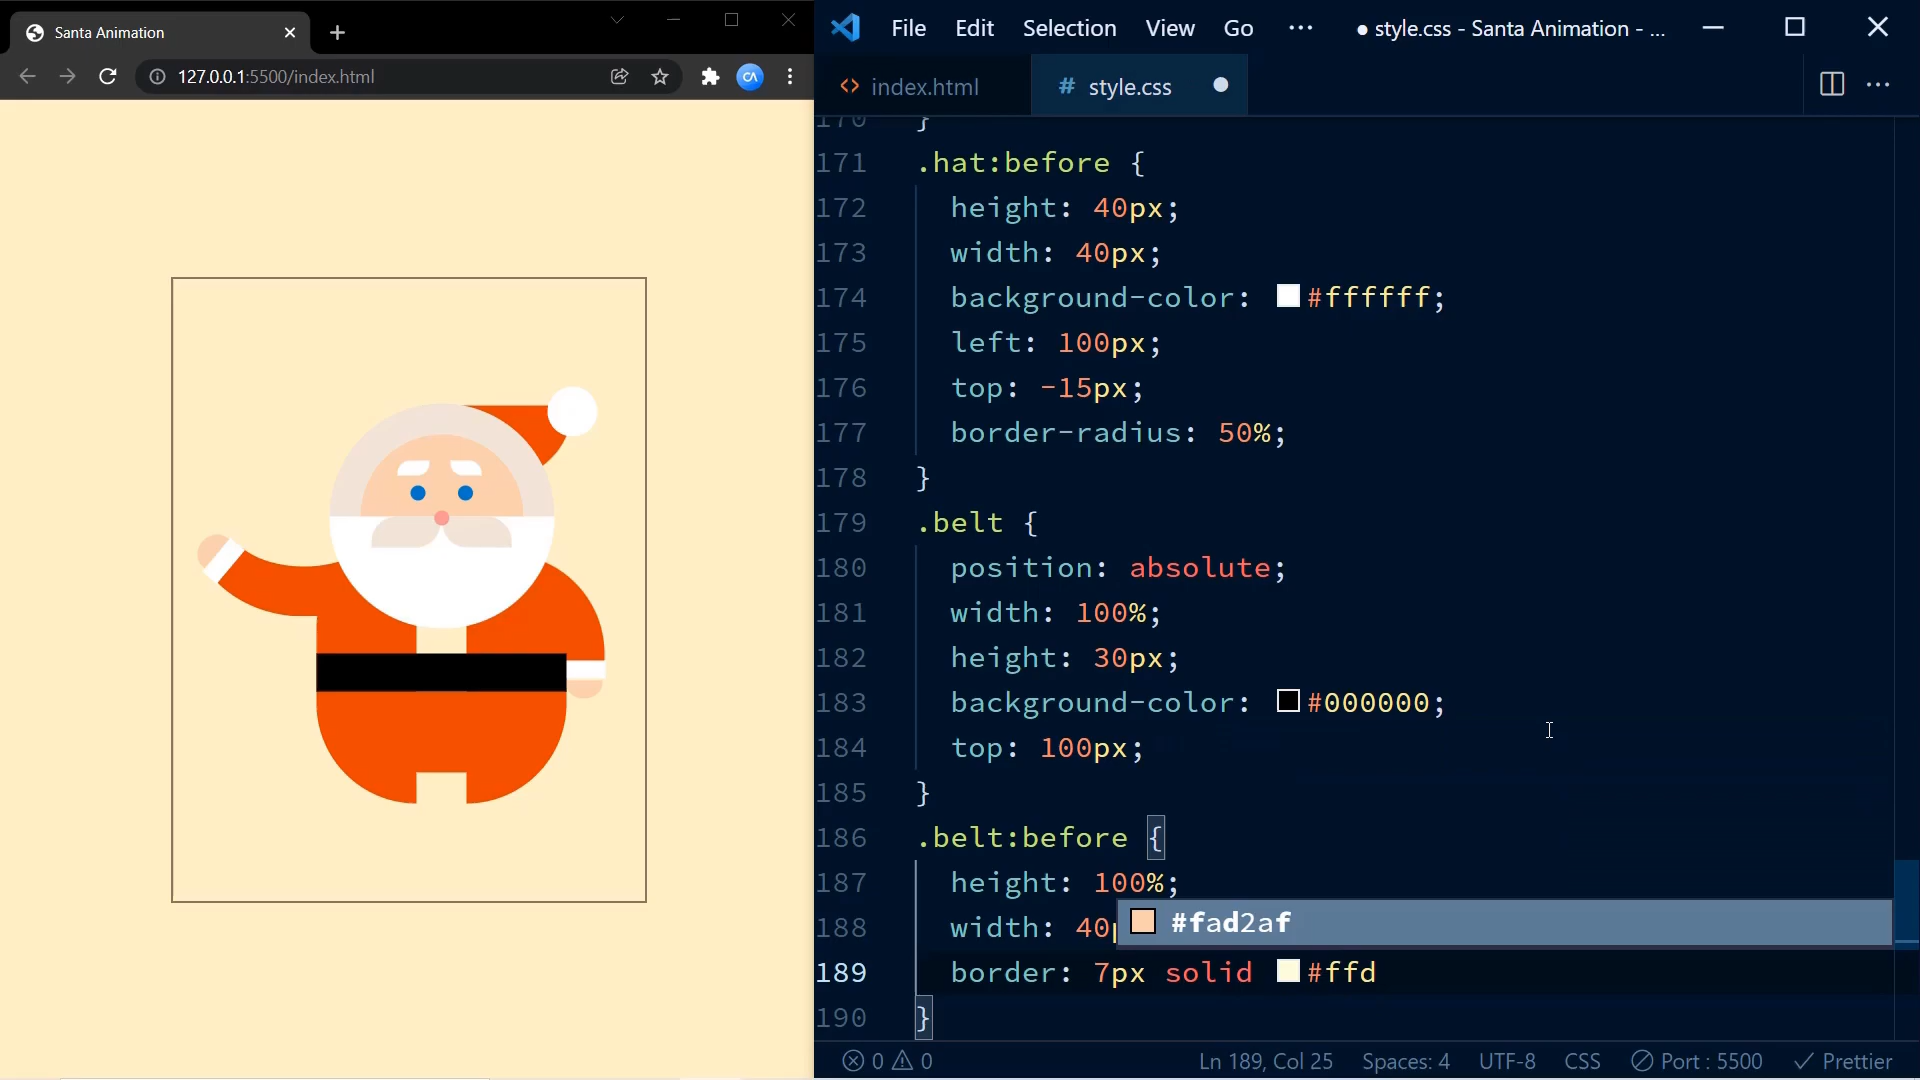 Santa Animation
127.0.0.1:5500/index.html
CA
File Edit Selection View Go ··· ● style.css - Santa Animation - ...
<> index.html
# style.css
170 }
171 .hat:before {
172 height: 40px;
173 width: 40px;
174 background-color: #ffffff;
175 left: 100px;
176 top: -15px;
177 border-radius: 50%;
178 }
179 .belt {
180 position: absolute;
181 width: 100%;
182 height: 30px;
183 background-color: #000000;
184 top: 100px;
185 }
186 .belt:before {
187 height: 100%;
188 width: 40p
#fad2af
189 border: 7px solid #ffd
190 }
0 0 Ln 189, Col 25 Spaces: 4 UTF-8 CSS Port : 5500 Prettier